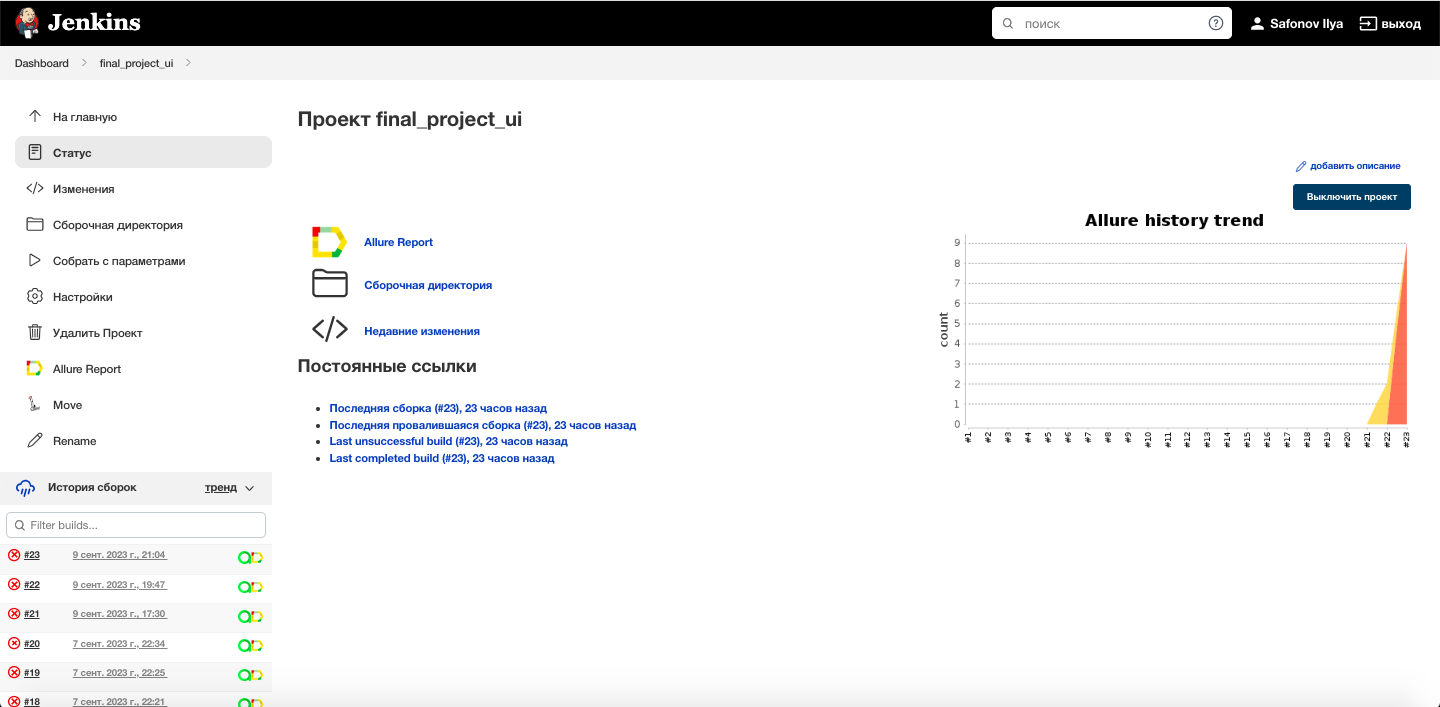 Jenkins
поиск
?
Safonov Ilya
выход
Dashboard
final_project_ui
На главную
Статус
Изменения
Сборочная директория
Собрать с параметрами
Настройки
Удалить Проект
Allure Report
Move
Rename
История сборок
тренд
Filter builds...
#23 9 сент. 2023 г., 21:04
#22 9 сент. 2023 г., 19:47
#21 9 сент. 2023 г., 17:30
#20 7 сент. 2023 г., 22:34
#19 7 сент. 2023 г., 22:25
#18 7 сент. 2023 г., 22:21
Проект final_project_ui
добавить описание
Выключить проект
Allure Report
Сборочная директория
Недавние изменения
Постоянные ссылки
Последняя сборка (#23), 23 часов назад
Последняя провалившаяся сборка (#23), 23 часов назад
Last unsuccessful build (#23), 23 часов назад
Last completed build (#23), 23 часов назад
Allure history trend
count
9
8
7
6
5
4
3
2
1
0
#1 #2 #3 #4 #5 #6 #7 #8 #9 #10 #11 #12 #13 #14 #15 #16 #17 #18 #19 #20 #21 #22 #23